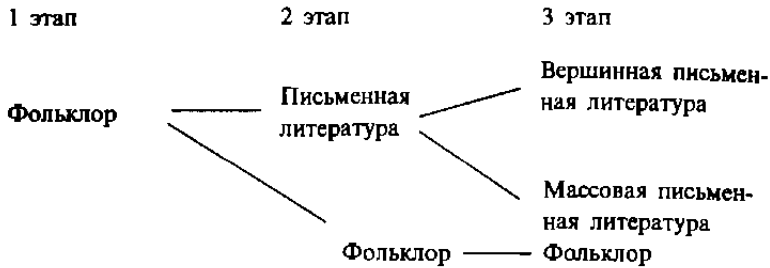 1 этап
2 этап
3 этап
Фольклор
Письменная
литература
Вершинная письмен-
ная литература
Массовая письмен-
ная литература
Фольклор
Фольклор